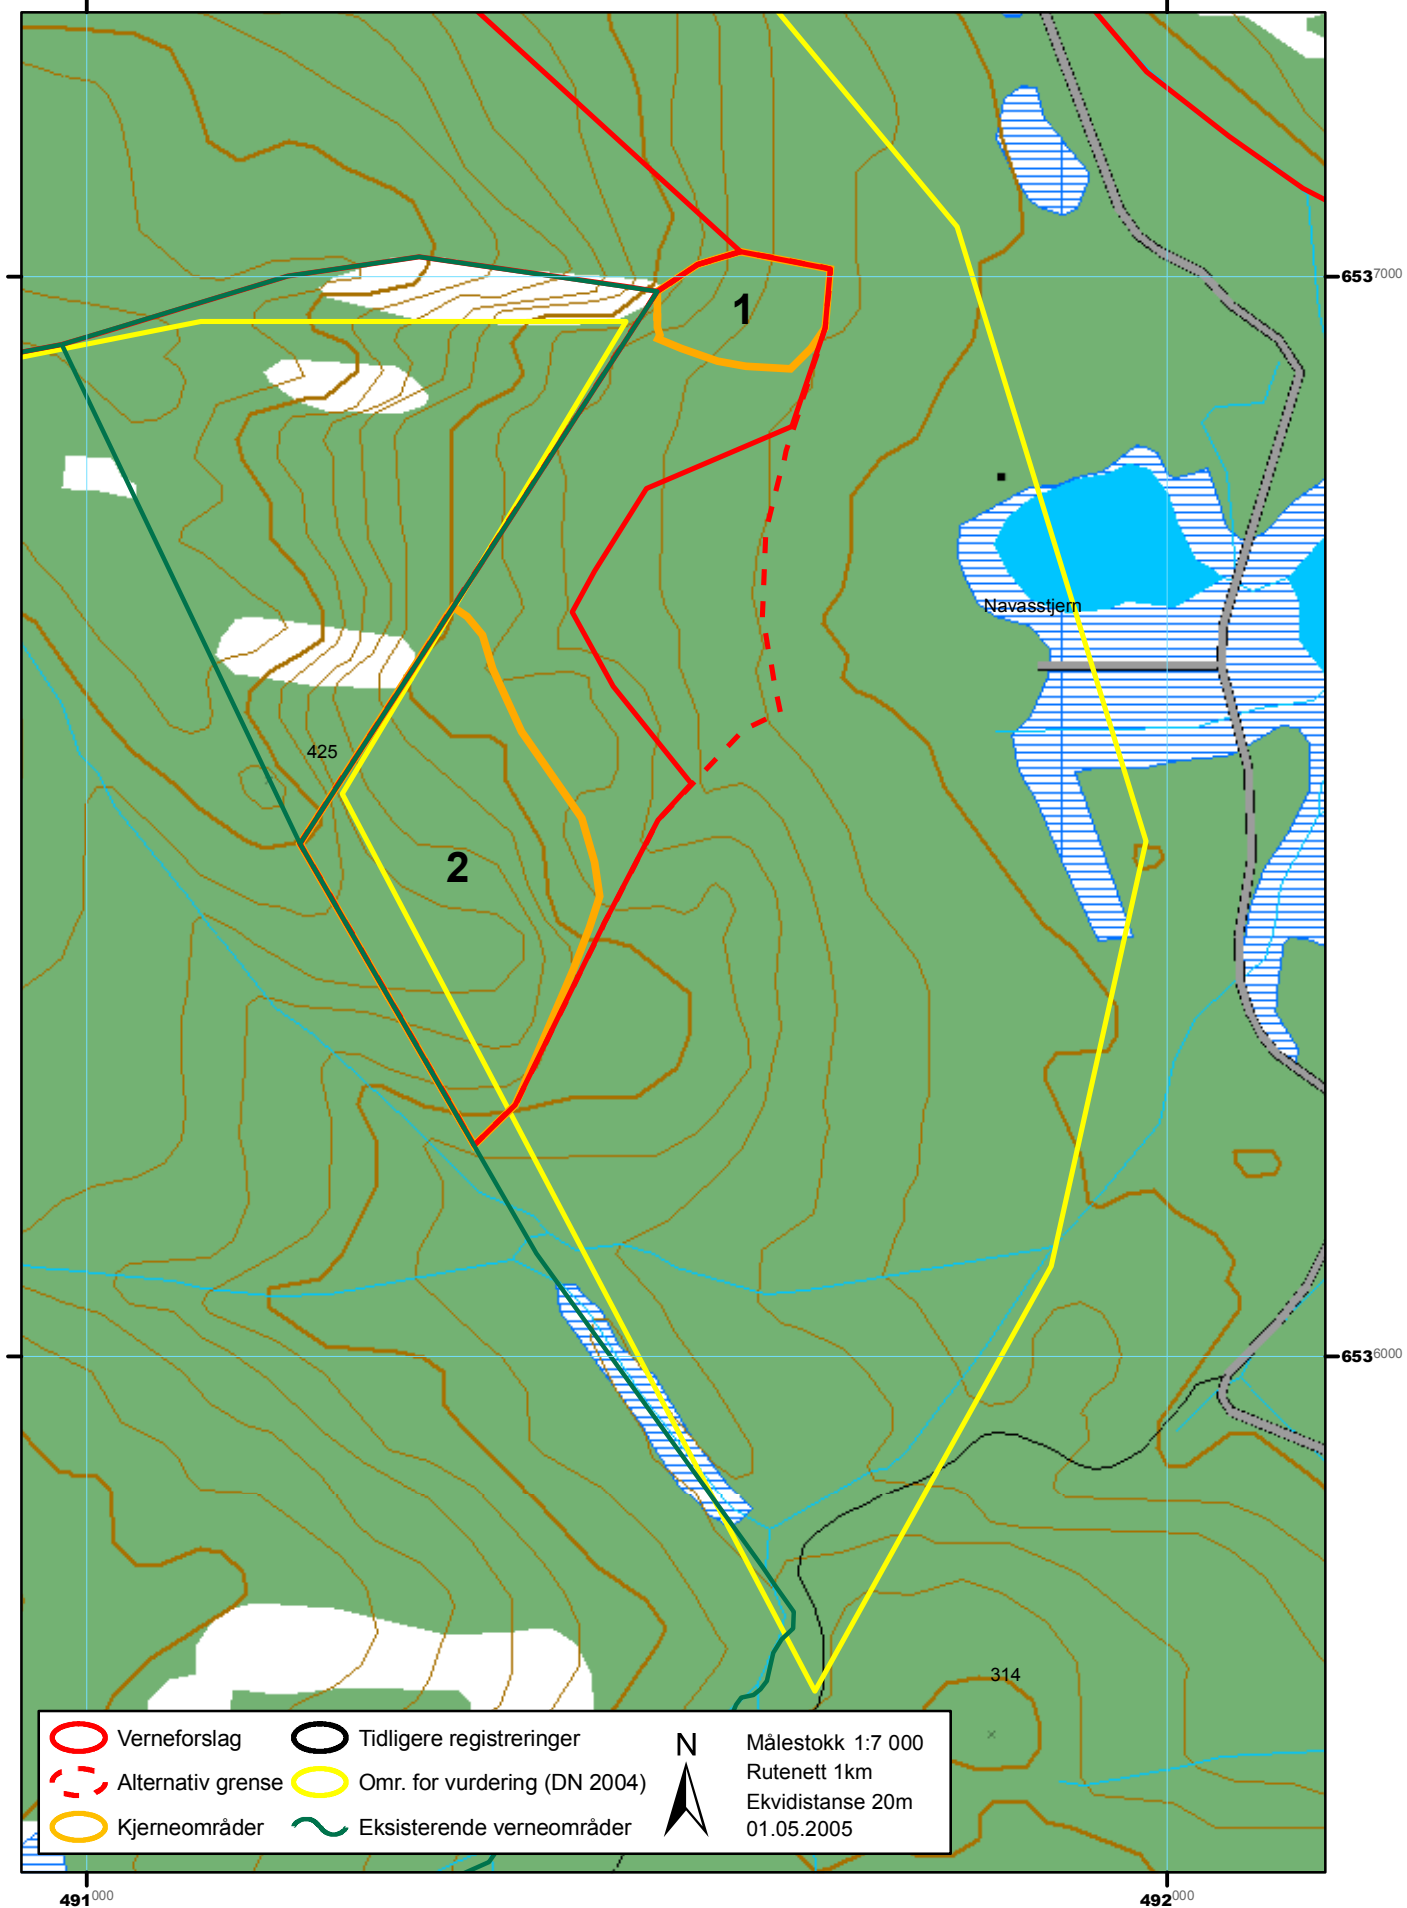 1
653⁷⁰⁰⁰
Navasstjern
425
2
653⁶⁰⁰⁰
314
Verneforslag
Alternativ grense
Kjerneområder
Tidligere registreringer
Omr. for vurdering (DN 2004)
Eksisterende verneområder
N
Målestokk 1:7 000
Rutenett 1km
Ekvidistanse 20m
01.05.2005
491⁰⁰⁰
492⁰⁰⁰